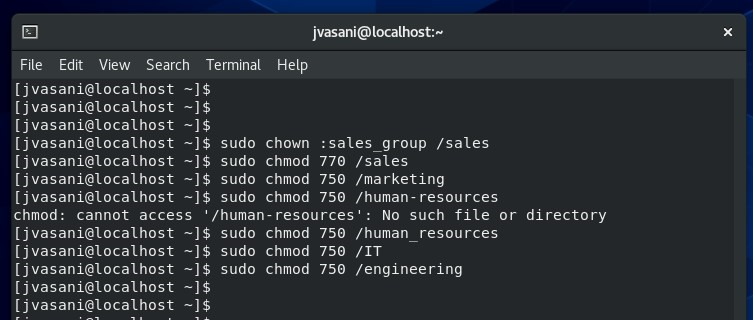 jvasani@localhost:~
File Edit View Search Terminal Help
[jvasani@localhost ~]$
[jvasani@localhost ~]$
[jvasani@localhost ~]$
[jvasani@localhost ~]$ sudo chown :sales_group /sales
[jvasani@localhost ~]$ sudo chmod 770 /sales
[jvasani@localhost ~]$ sudo chmod 750 /marketing
[jvasani@localhost ~]$ sudo chmod 750 /human-resources
chmod: cannot access '/human-resources': No such file or directory
[jvasani@localhost ~]$ sudo chmod 750 /human_resources
[jvasani@localhost ~]$ sudo chmod 750 /IT
[jvasani@localhost ~]$ sudo chmod 750 /engineering
[jvasani@localhost ~]$
[jvasani@localhost ~]$
[jvasani@localhost ~]$